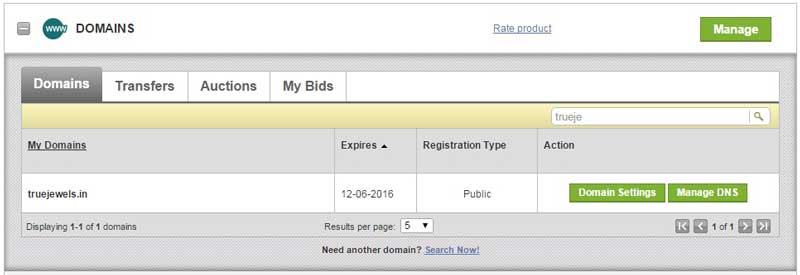 www DOMAINS Rate product Manage
Domains Transfers Auctions My Bids
trueje
My Domains Expires Registration Type Action
truejewels.in 12-06-2016 Public Domain Settings Manage DNS
Displaying 1-1 of 1 domains Results per page: 5 1 of 1
Need another domain? Search Now!